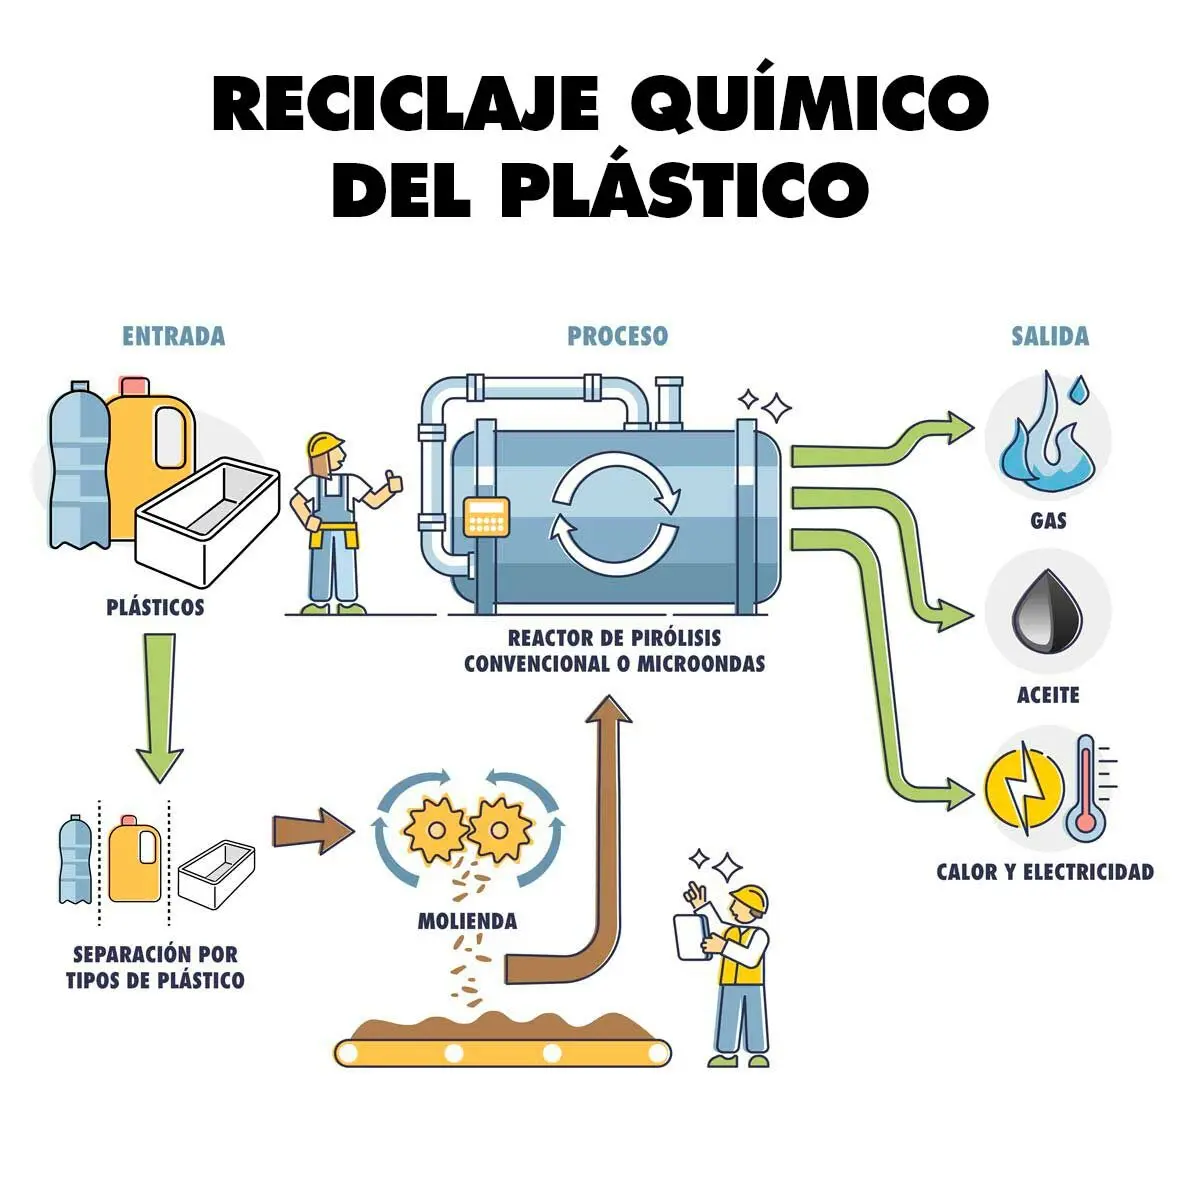 RECICLAJE QUÍMICO
DEL PLÁSTICO
ENTRADA
PROCESO
SALIDA
PLÁSTICOS
REACTOR DE PIRÓLISIS
CONVENCIONAL O MICROONDAS
GAS
ACEITE
CALOR Y ELECTRICIDAD
SEPARACIÓN POR
TIPOS DE PLÁSTICO
MOLIENDA